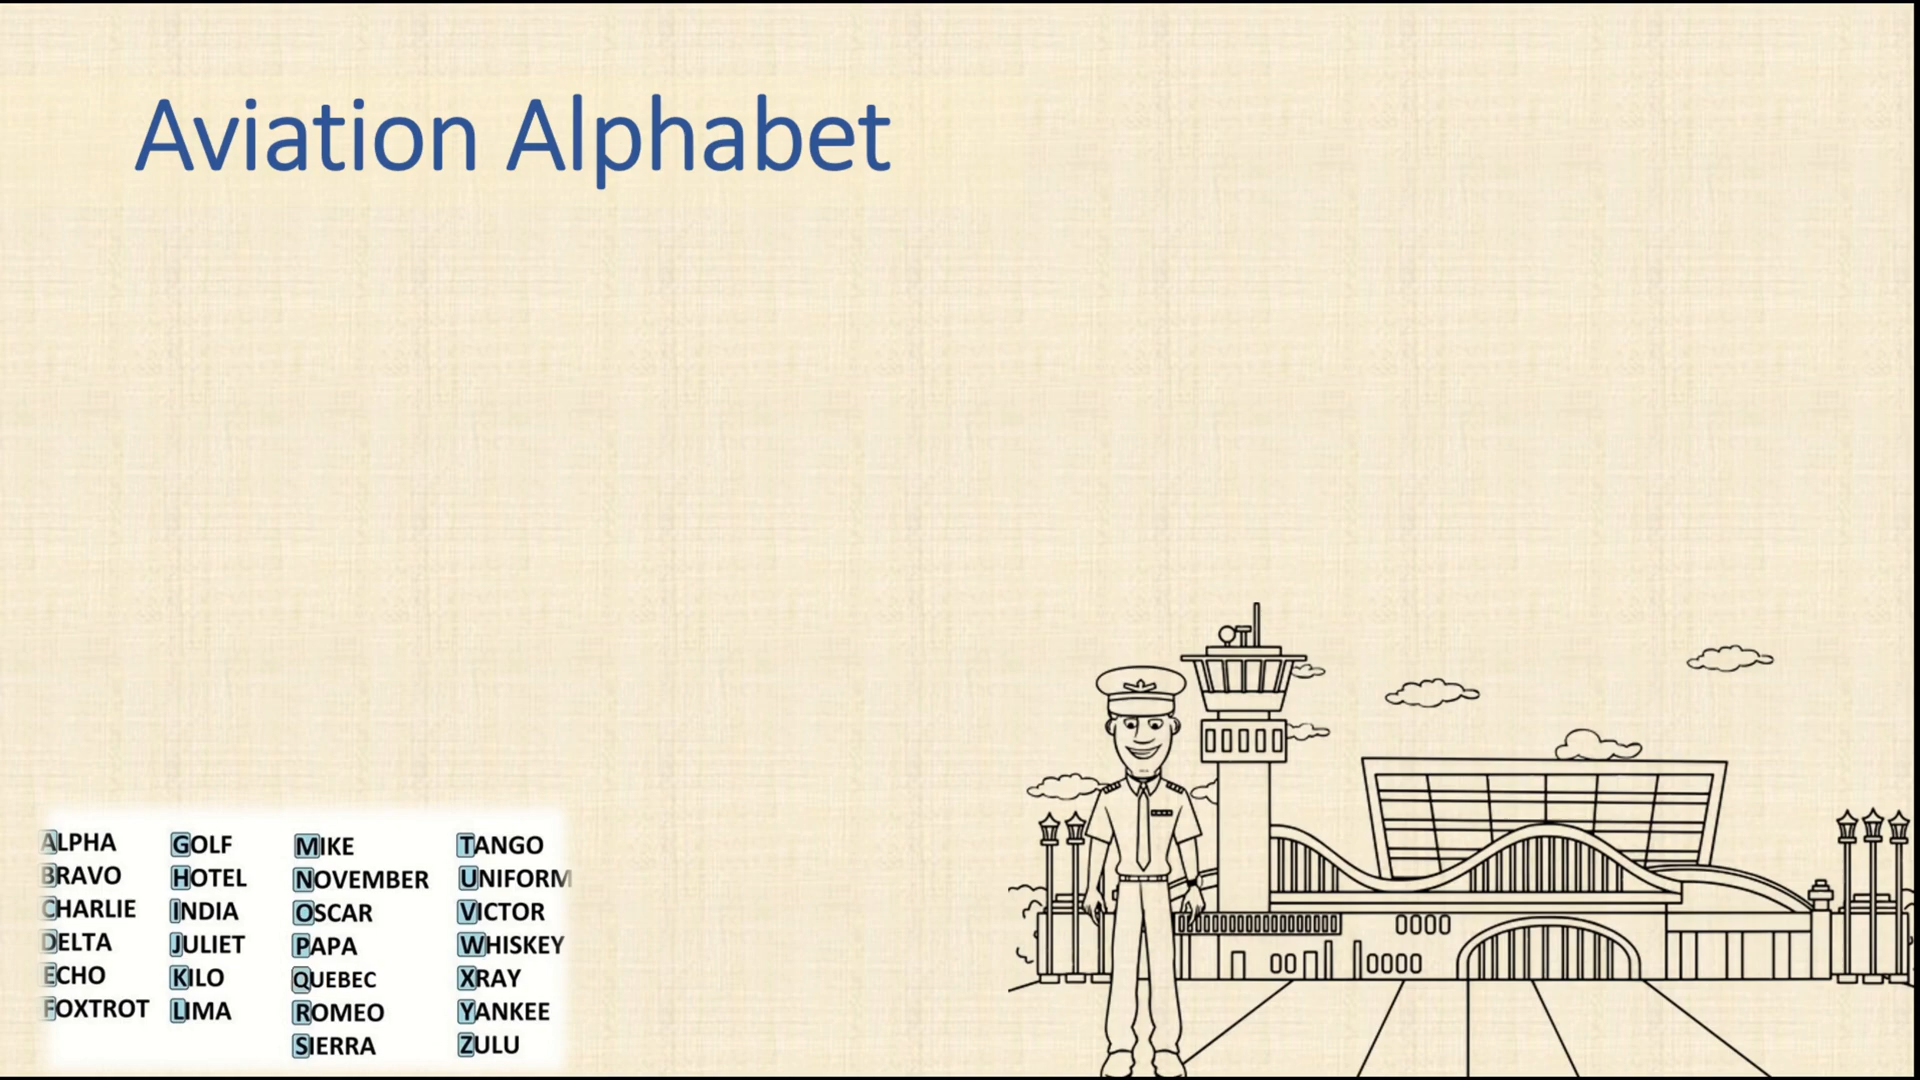 Aviation Alphabet
ALPHA
BRAVO
CHARLIE
DELTA
ECHO
FOXTROT
GOLF
HOTEL
INDIA
JULIET
KILO
LIMA
MIKE
NOVEMBER
OSCAR
PAPA
QUEBEC
ROMEO
SIERRA
TANGO
UNIFORM
VICTOR
WHISKEY
XRAY
YANKEE
ZULU